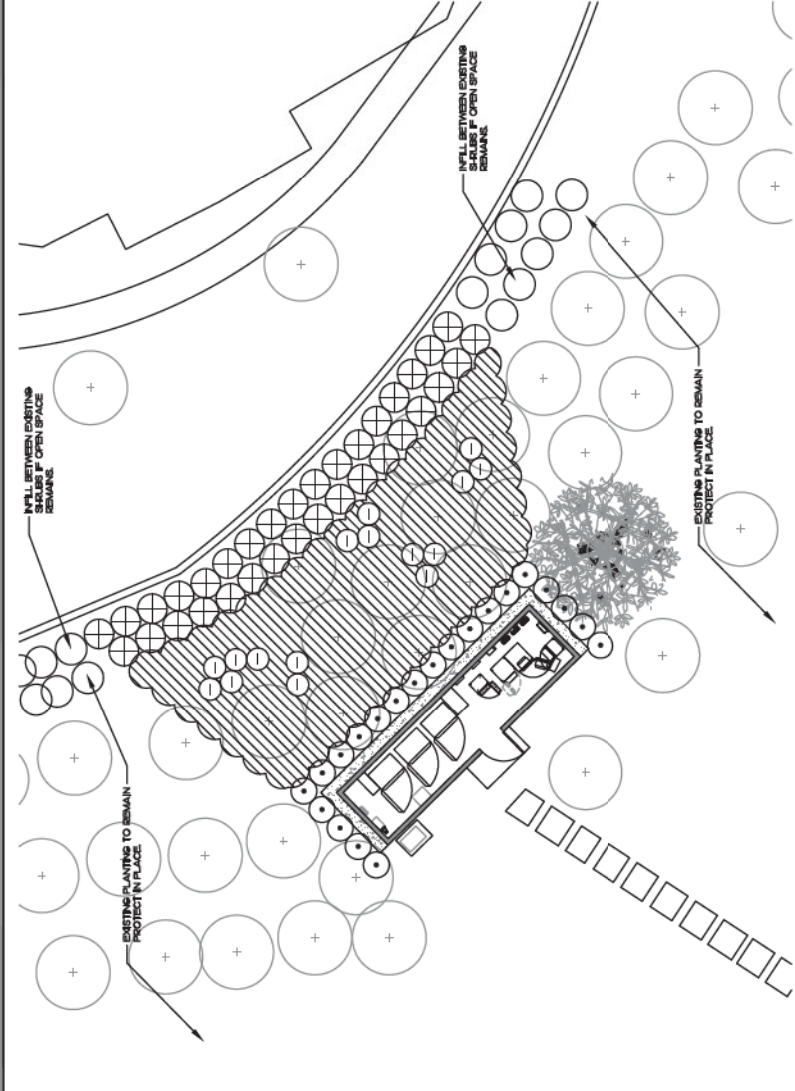 INFILL BETWEEN EXISTING
SHRUBS IF OPEN SPACE
REMAINS.
INFILL BETWEEN EXISTING
SHRUBS IF OPEN SPACE
REMAINS.
EXISTING PLANTING TO REMAIN
PROTECT IN PLACE.
EXISTING PLANTING TO REMAIN
PROTECT IN PLACE.